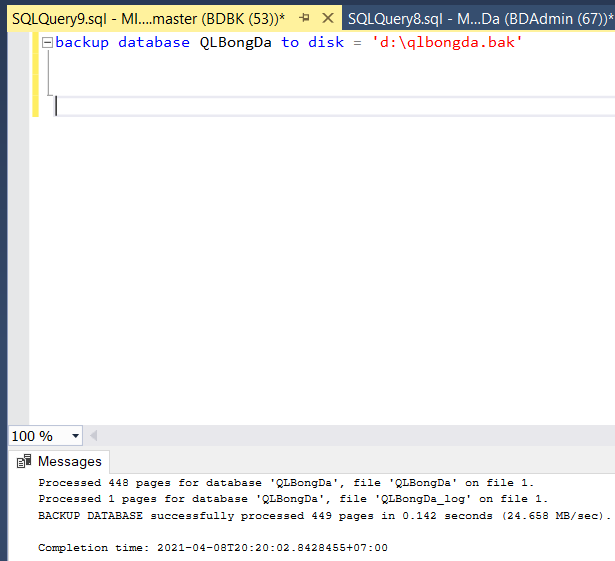 SQLQuery9.sql - MI....master (BDBK (53))*
SQLQuery8.sql - M...Da (BDAdmin (67))*
backup database QLBongDa to disk = 'd:\qlbongda.bak'
100 %
Messages
Processed 448 pages for database 'QLBongDa', file 'QLBongDa' on file 1.
Processed 1 pages for database 'QLBongDa', file 'QLBongDa_log' on file 1.
BACKUP DATABASE successfully processed 449 pages in 0.142 seconds (24.658 MB/sec).
Completion time: 2021-04-08T20:20:02.8428455+07:00